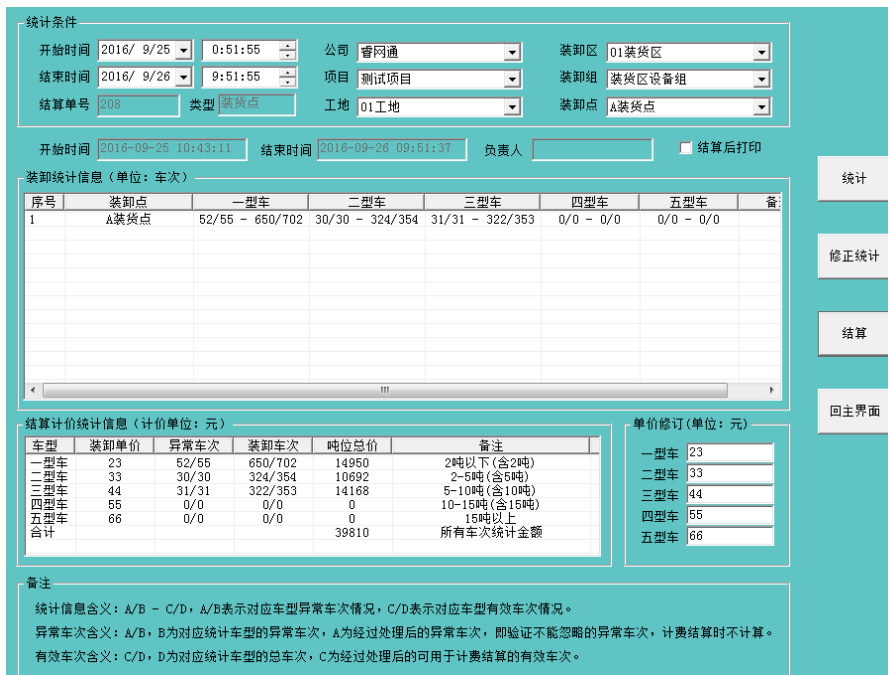 统计条件
开始时间 2016/ 9/25 0:51:55 公司 睿网通 装卸区 01装货区
结束时间 2016/ 9/26 9:51:55 项目 测试项目 装卸组 装货区设备组
结算单号 208 类型 装货点 工地 01工地 装卸点 A装货点
开始时间 2016-09-25 10:43:11 结束时间 2016-09-26 09:51:37 负责人 结算后打印
装卸统计信息（单位：车次）
序号 装卸点 一型车 二型车 三型车 四型车 五型车
1 A装货点 52/55 - 650/702 30/30 - 324/354 31/31 - 322/353 0/0 - 0/0 0/0 - 0/0
统计
修正统计
结算
回主界面
结算计价统计信息（计价单位：元）
车型 装卸单价 异常车次 装卸车次 吨位总价 备注
一型车 23 52/55 650/702 14950 2吨以下(含2吨)
二型车 33 30/30 324/354 10692 2-5吨(含5吨)
三型车 44 31/31 322/353 14168 5-10吨(含10吨)
四型车 55 0/0 0/0 0 10-15吨(含15吨)
五型车 66 0/0 0/0 0 15吨以上
合计 39810 所有车次统计金额
单价修订(单位：元)
一型车 23
二型车 33
三型车 44
四型车 55
五型车 66
备注
统计信息含义：A/B - C/D，A/B表示对应车型异常车次情况，C/D表示对应车型有效车次情况。
异常车次含义：A/B，B为对应统计车型的异常车次，A为经过处理后的异常车次，即验证不能忽略的异常车次，计费结算时不计算。
有效车次含义：C/D，D为对应统计车型的总车次，C为经过处理后的可用于计费结算的有效车次。